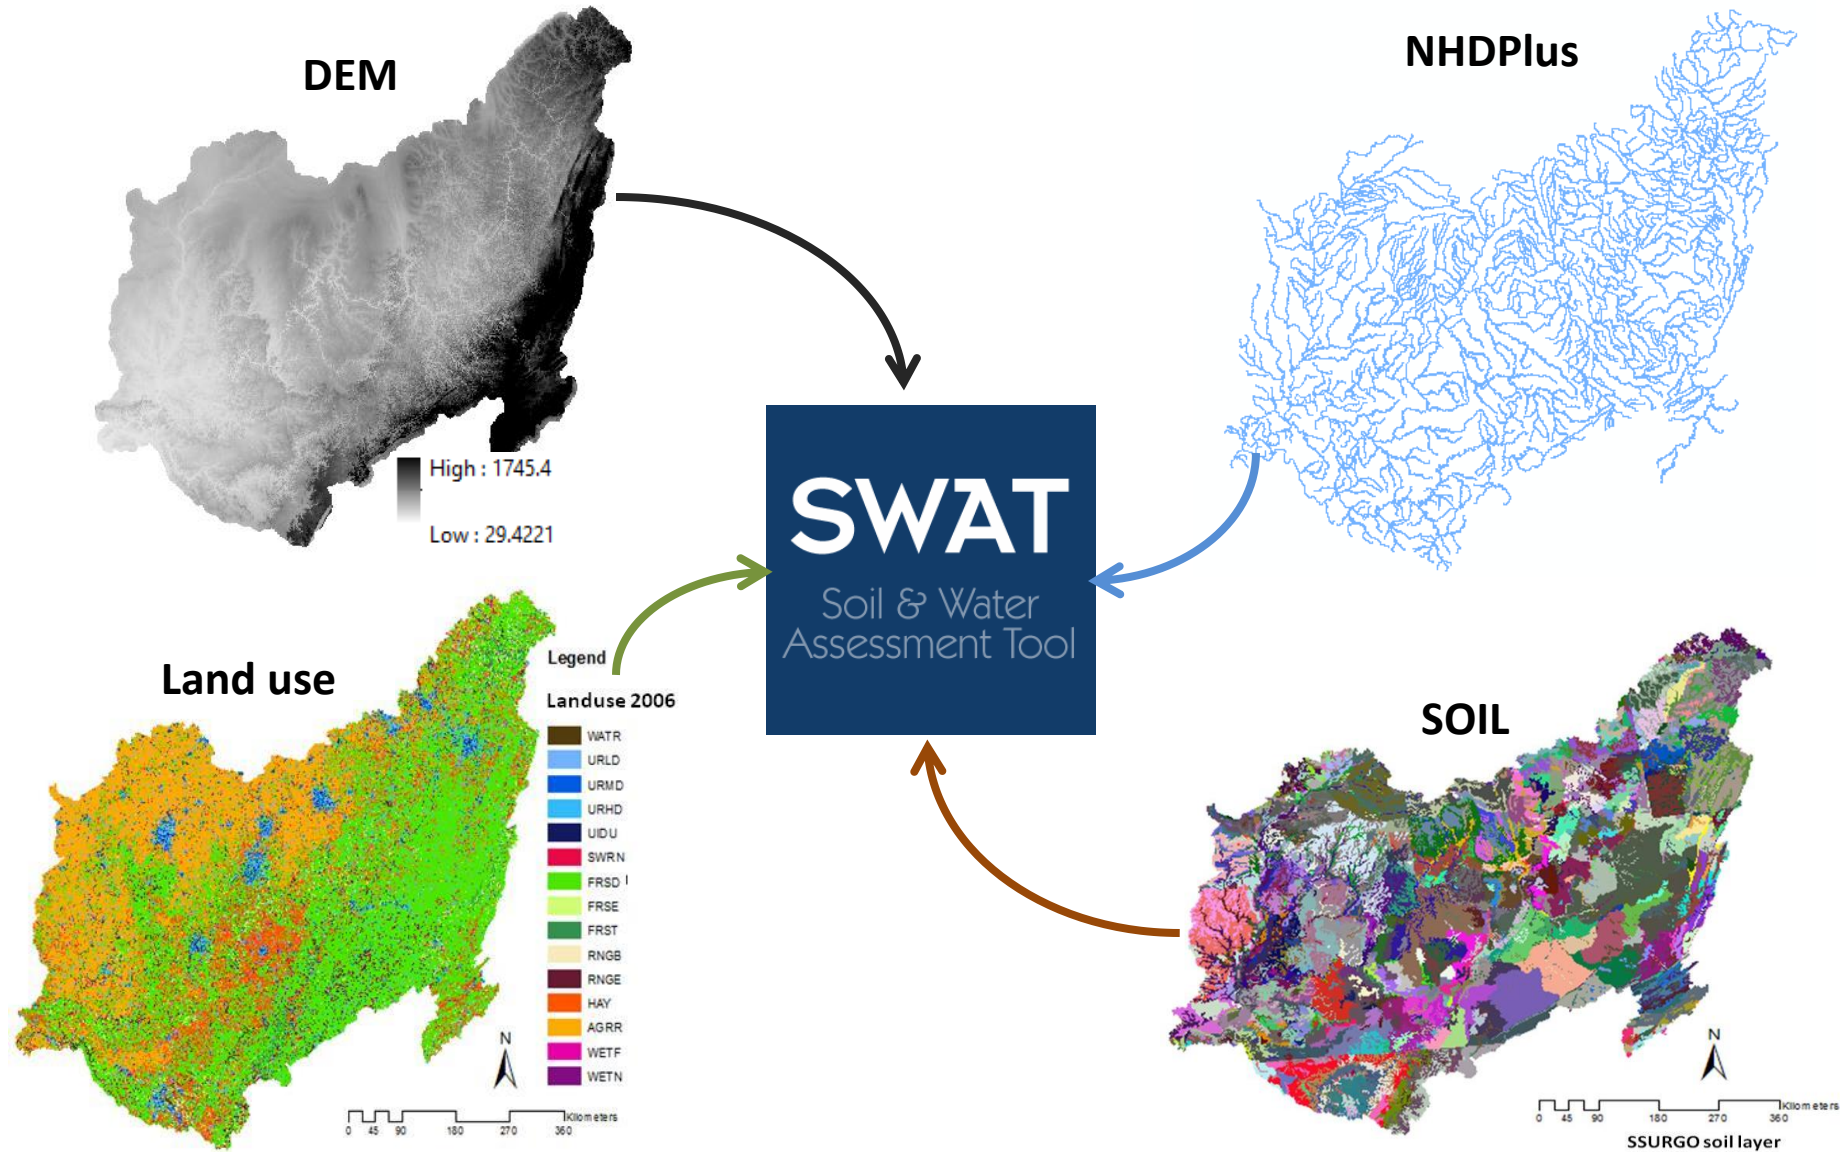 DEM
High : 1745.4
Low : 29.4221
NHDPlus
SWAT
Soil & Water
Assessment Tool
Land use
Legend
Landuse 2006
WATR
URLD
URMD
URHD
UIDU
SWRN
FRSD
FRSE
FRST
RNGB
RNGE
HAY
AGRR
WETF
WETN
N
Kilometers
0 45 90 180 270 360
SOIL
N
Kilometers
0 45 90 180 270 360
SSURGO soil layer